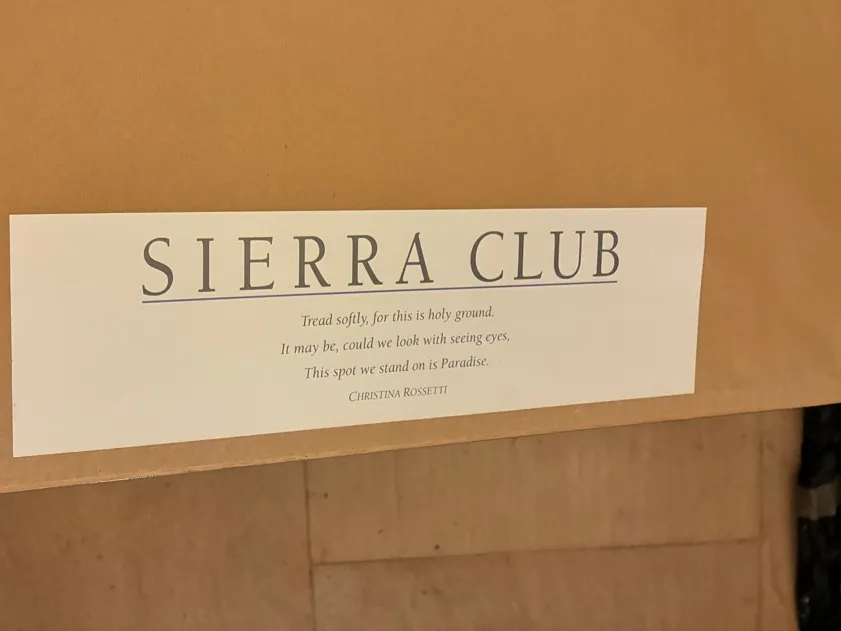 SIERRA CLUB
Tread softly, for this is holy ground.
It may be, could we look with seeing eyes,
This spot we stand on is Paradise.
CHRISTINA ROSSETTI